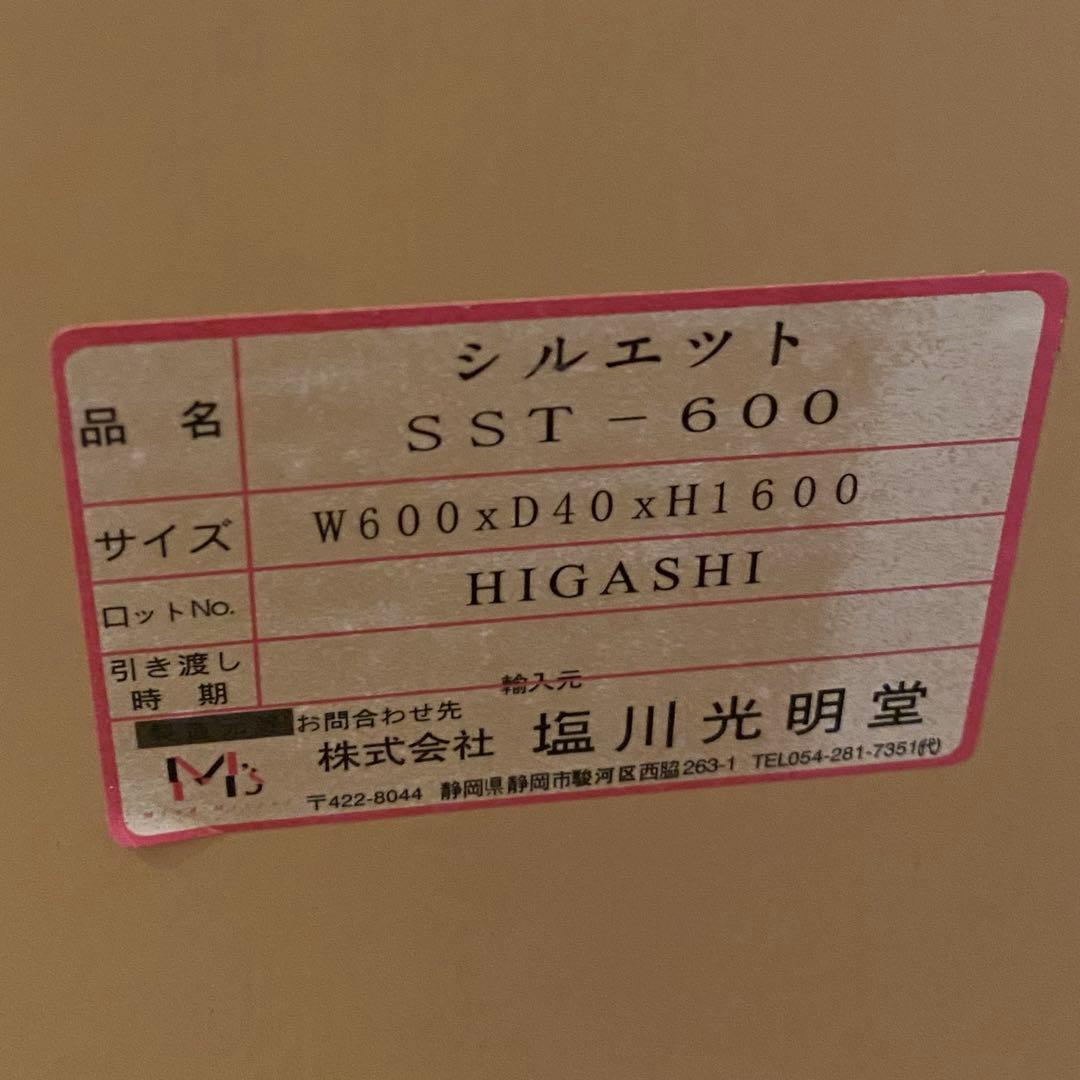 品 名
シルエット
SST-600
サイズ
W600xD40xH1600
ロットNo.
HIGASHI
引き渡し
時 期
お問合わせ先
輸入元
株式会社 塩川光明堂
M's
〒422-8044 静岡県静岡市駿河区西脇263-1 TEL054-281-7351(代)